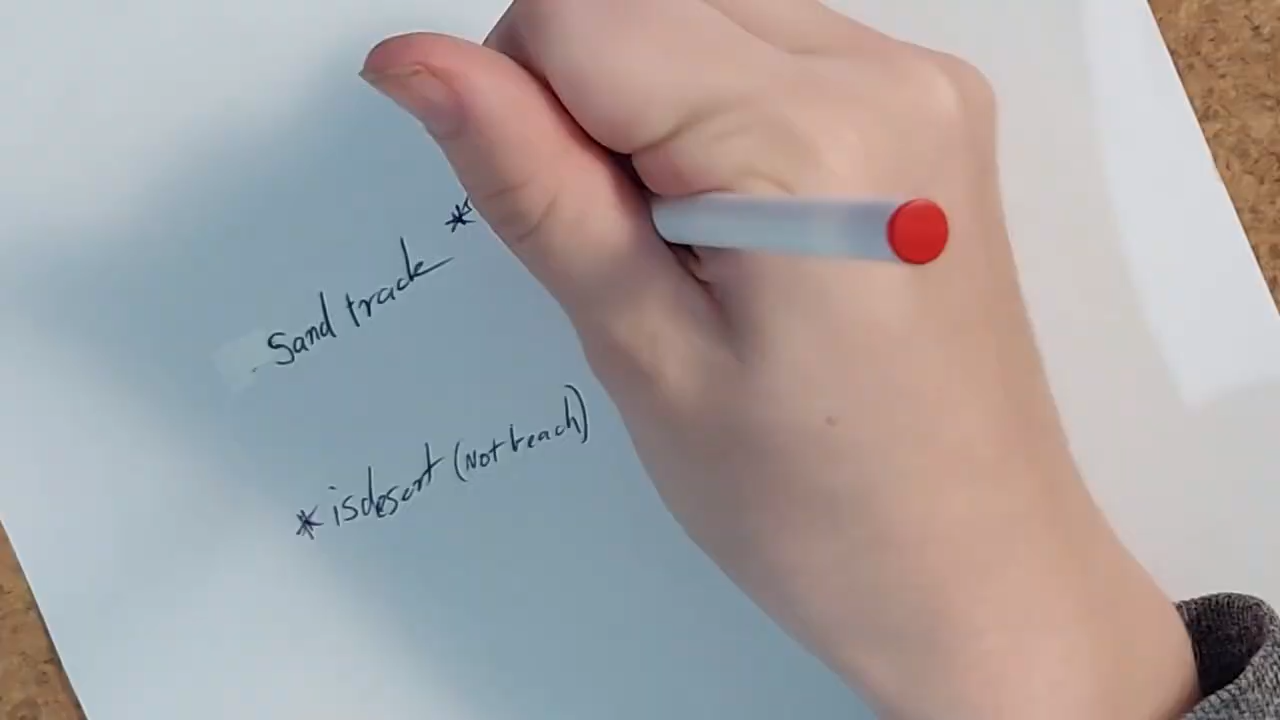 Sand track *
* is desert (Not beach)